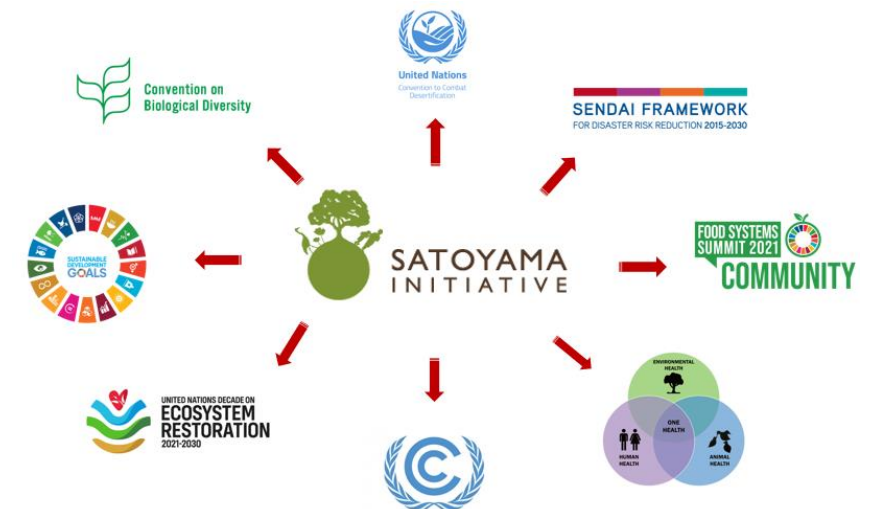 United Nations
Convention to Combat
Desertification
Convention on
Biological Diversity
SENDAI FRAMEWORK
FOR DISASTER RISK REDUCTION 2015-2030
SUSTAINABLE
DEVELOPMENT
GOALS
SATOYAMA
INITIATIVE
FOOD SYSTEMS
SUMMIT 2021
COMMUNITY
UNITED NATIONS DECADE ON
ECOSYSTEM
RESTORATION
2021-2030
ENVIRONMENTAL
HEALTH
ONE
HEALTH
HUMAN
HEALTH
ANIMAL
HEALTH